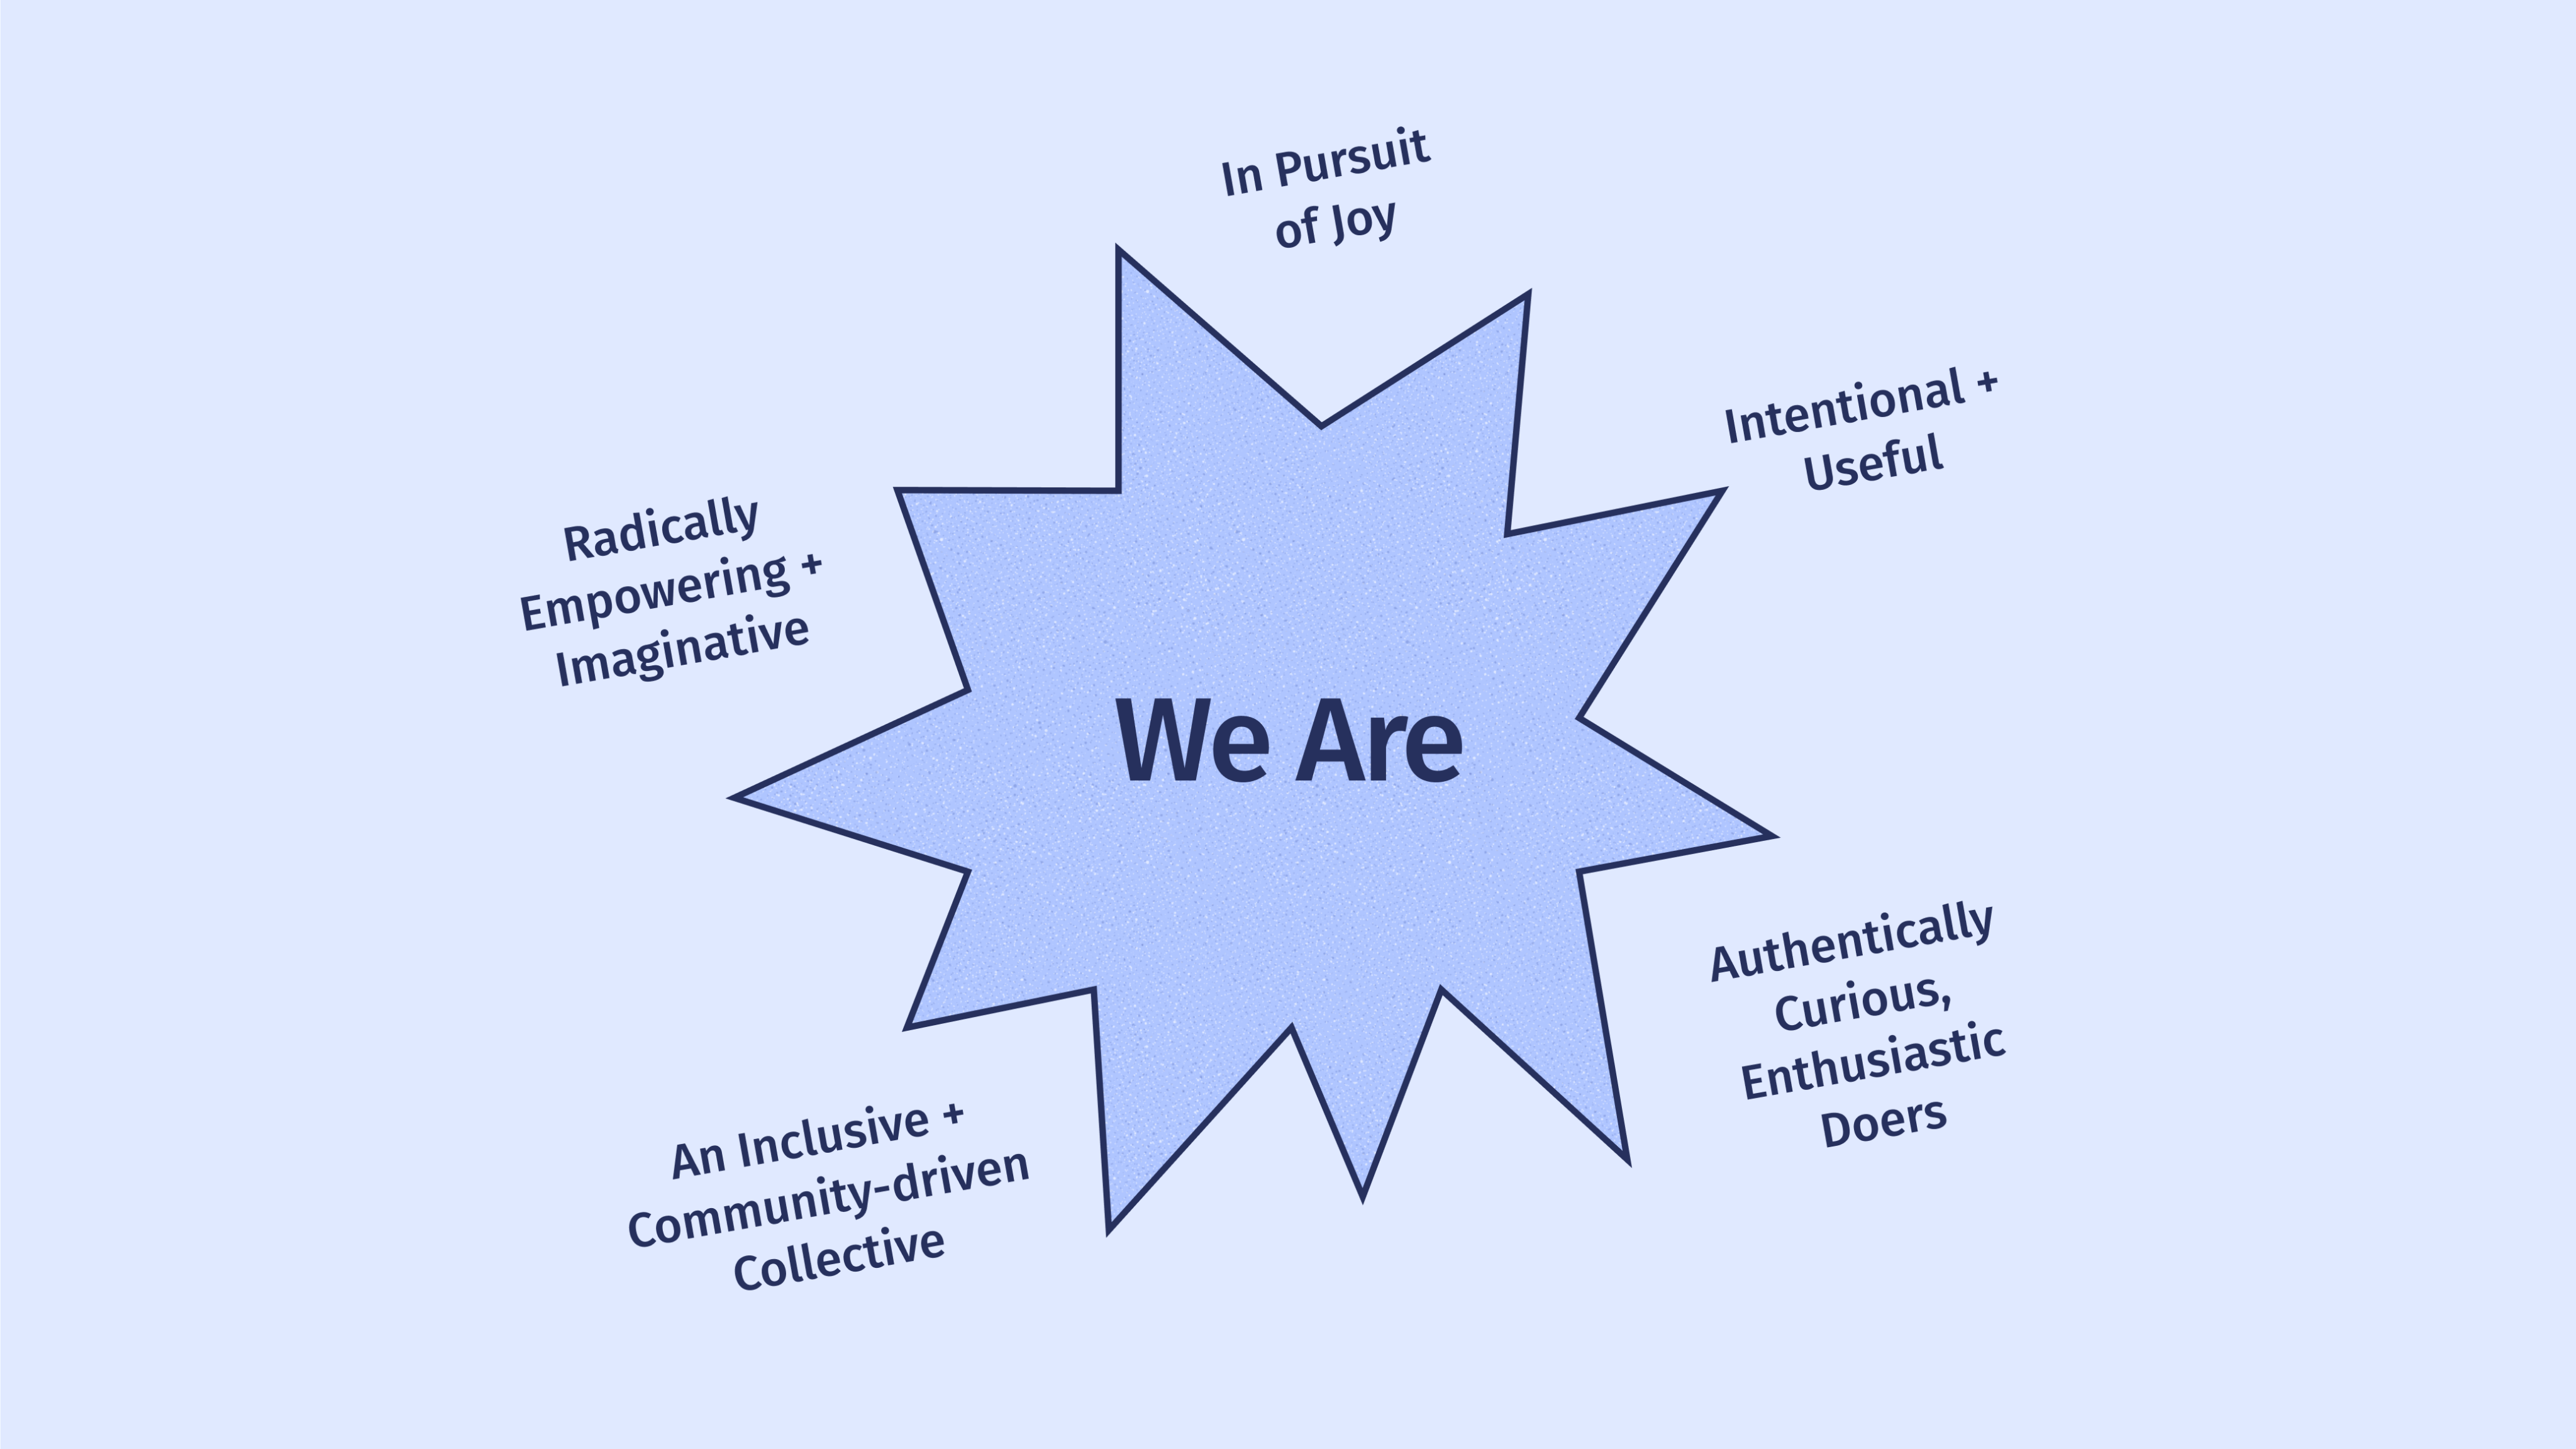 In Pursuit
of Joy
Intentional +
Useful
Radically
Empowering +
Imaginative
We Are
Authentically
Curious,
Enthusiastic
Doers
An Inclusive +
Community-driven
Collective